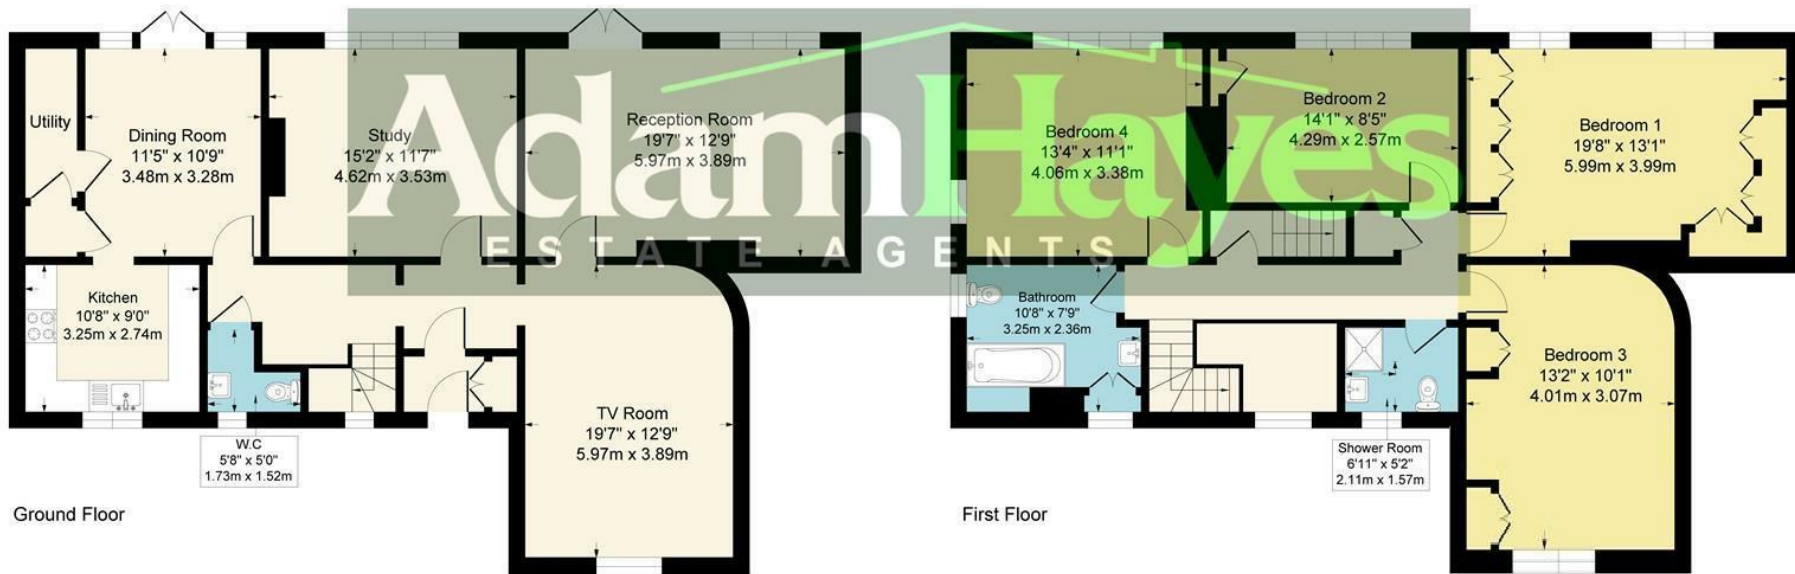 Utility
Dining Room
11'5" x 10'9"
3.48m x 3.28m
Study
15'2" x 11'7"
4.62m x 3.53m
Reception Room
19'7" x 12'9"
5.97m x 3.89m
Kitchen
10'8" x 9'0"
3.25m x 2.74m
W.C
5'8" x 5'0"
1.73m x 1.52m
TV Room
19'7" x 12'9"
5.97m x 3.89m
Ground Floor
AdamHayes
ESTATE AGENTS
Bedroom 4
13'4" x 11'1"
4.06m x 3.38m
Bedroom 2
14'1" x 8'5"
4.29m x 2.57m
Bedroom 1
19'8" x 13'1"
5.99m x 3.99m
Bathroom
10'8" x 7'9"
3.25m x 2.36m
Bedroom 3
13'2" x 10'1"
4.01m x 3.07m
Shower Room
6'11" x 5'2"
2.11m x 1.57m
First Floor